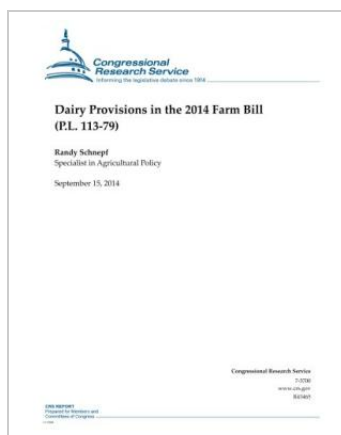 Congressional
Research Service
Informing the legislative debate since 1914
Dairy Provisions in the 2014 Farm Bill
(P.L. 113-79)
Randy Schnepf
Specialist in Agricultural Policy
September 15, 2014
Congressional Research Service
7-5700
www.crs.gov
CRS REPORT
Prepared for Members and
Committees of Congress